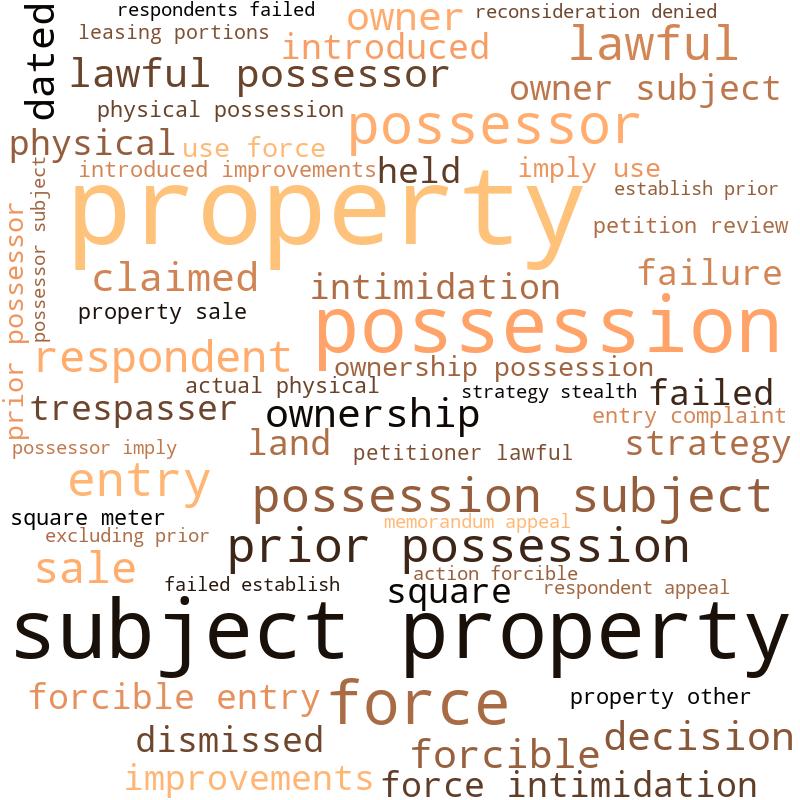 dated
respondents failed
owner
reconsideration denied
leasing portions
introduced
lawful
lawful possessor
owner subject
physical possession
possessor
physical
use force
introduced improvements
held
imply use
establish prior
property
petition review
possessor subject
prior possessor
claimed
intimidation
failure
property sale
possession
respondent
ownership possession
actual physical
strategy stealth
failed
trespasser
ownership
entry complaint
possessor imply
land
petitioner lawful
strategy
entry
possession subject
square meter
memorandum appeal
excluding prior
prior possession
sale
failed establish
action forcible
square
respondent appeal
subject property
forcible entry
force
property other
dismissed
forcible
decision
improvements
force intimidation